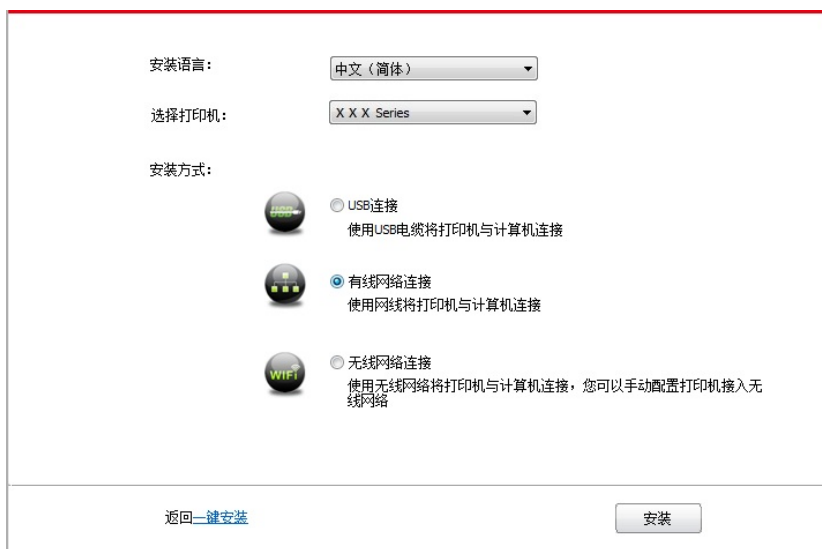 安装语言：
中文（简体）
选择打印机：
X X X Series
安装方式：
USB
USB连接
使用USB电缆将打印机与计算机连接
有线网络连接
使用网线将打印机与计算机连接
WiFi
无线网络连接
使用无线网络将打印机与计算机连接，您可以手动配置打印机接入无
线网络
返回一键安装
安装